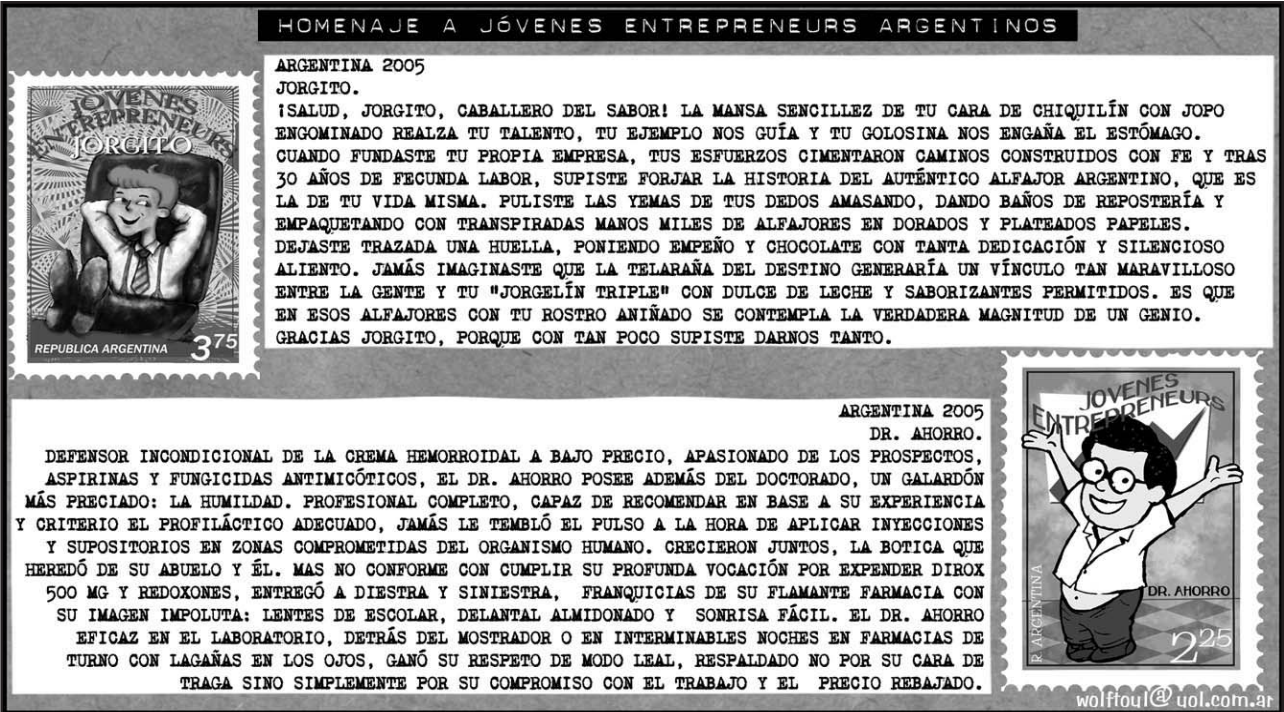 HOMENAJE A JÓVENES ENTREPRENEURS ARGENTINOS
JOVENES
ENTREPRENEURS
JORGITO
REPUBLICA ARGENTINA
3.75
ARGENTINA 2005
JORGITO.
¡SALUD, JORGITO, CABALLERO DEL SABOR! LA MANSA SENCILLEZ DE TU CARA DE CHIQUILÍN CON JOPO
ENGOMINADO REALZA TU TALENTO, TU EJEMPLO NOS GUÍA Y TU GOLOSINA NOS ENGAÑA EL ESTÓMAGO.
CUANDO FUNDASTE TU PROPIA EMPRESA, TUS ESFUERZOS CIMENTARON CAMINOS CONSTRUIDOS CON FE Y TRAS
30 AÑOS DE FECUNDA LABOR, SUPISTE FORJAR LA HISTORIA DEL AUTÉNTICO ALFAJOR ARGENTINO, QUE ES
LA DE TU VIDA MISMA. PULISTE LAS YEMAS DE TUS DEDOS AMASANDO, DANDO BAÑOS DE REPOSTERÍA Y
EMPAQUETANDO CON TRANSPIRADAS MANOS MILES DE ALFAJORES EN DORADOS Y PLATEADOS PAPELES.
DEJASTE TRAZADA UNA HUELLA, PONIENDO EMPEÑO Y CHOCOLATE CON TANTA DEDICACIÓN Y SILENCIOSO
ALIENTO. JAMÁS IMAGINASTE QUE LA TELARAÑA DEL DESTINO GENERARÍA UN VÍNCULO TAN MARAVILLOSO
ENTRE LA GENTE Y TU "JORGELÍN TRIPLE" CON DULCE DE LECHE Y SABORIZANTES PERMITIDOS. ES QUE
EN ESOS ALFAJORES CON TU ROSTRO ANIÑADO SE CONTEMPLA LA VERDADERA MAGNITUD DE UN GENIO.
GRACIAS JORGITO, PORQUE CON TAN POCO SUPISTE DARNOS TANTO.
ARGENTINA 2005
DR. AHORRO.
DEFENSOR INCONDICIONAL DE LA CREMA HEMORROIDAL A BAJO PRECIO, APASIONADO DE LOS PROSPECTOS,
ASPIRINAS Y FUNGICIDAS ANTIMICÓTICOS, EL DR. AHORRO POSEE ADEMÁS DEL DOCTORADO, UN GALARDÓN
MÁS PRECIADO: LA HUMILDAD. PROFESIONAL COMPLETO, CAPAZ DE RECOMENDAR EN BASE A SU EXPERIENCIA
Y CRITERIO EL PROFILÁCTICO ADECUADO, JAMÁS LE TEMBLÓ EL PULSO A LA HORA DE APLICAR INYECCIONES
Y SUPOSITORIOS EN ZONAS COMPROMETIDAS DEL ORGANISMO HUMANO. CRECIERON JUNTOS, LA BOTICA QUE
HEREDÓ DE SU ABUELO Y ÉL. MAS NO CONFORME CON CUMPLIR SU PROFUNDA VOCACIÓN POR EXPENDER DIROX
500 MG Y REDOXONES, ENTREGÓ A DIESTRA Y SINIESTRA, FRANQUICIAS DE SU FLAMANTE FARMACIA CON
SU IMAGEN IMPOLUTA: LENTES DE ESCOLAR, DELANTAL ALMIDONADO Y SONRISA FÁCIL. EL DR. AHORRO
EFICAZ EN EL LABORATORIO, DETRÁS DEL MOSTRADOR O EN INTERMINABLES NOCHES EN FARMACIAS DE
TURNO CON LAGAÑAS EN LOS OJOS, GANÓ SU RESPETO DE MODO LEAL, RESPALDADO NO POR SU CARA DE
TRAGA SINO SIMPLEMENTE POR SU COMPROMISO CON EL TRABAJO Y EL PRECIO REBAJADO.
JOVENES
ENTREPRENEURS
R. ARGENTINA
DR. AHORRO
2.25
wolftoul@uol.com.ar